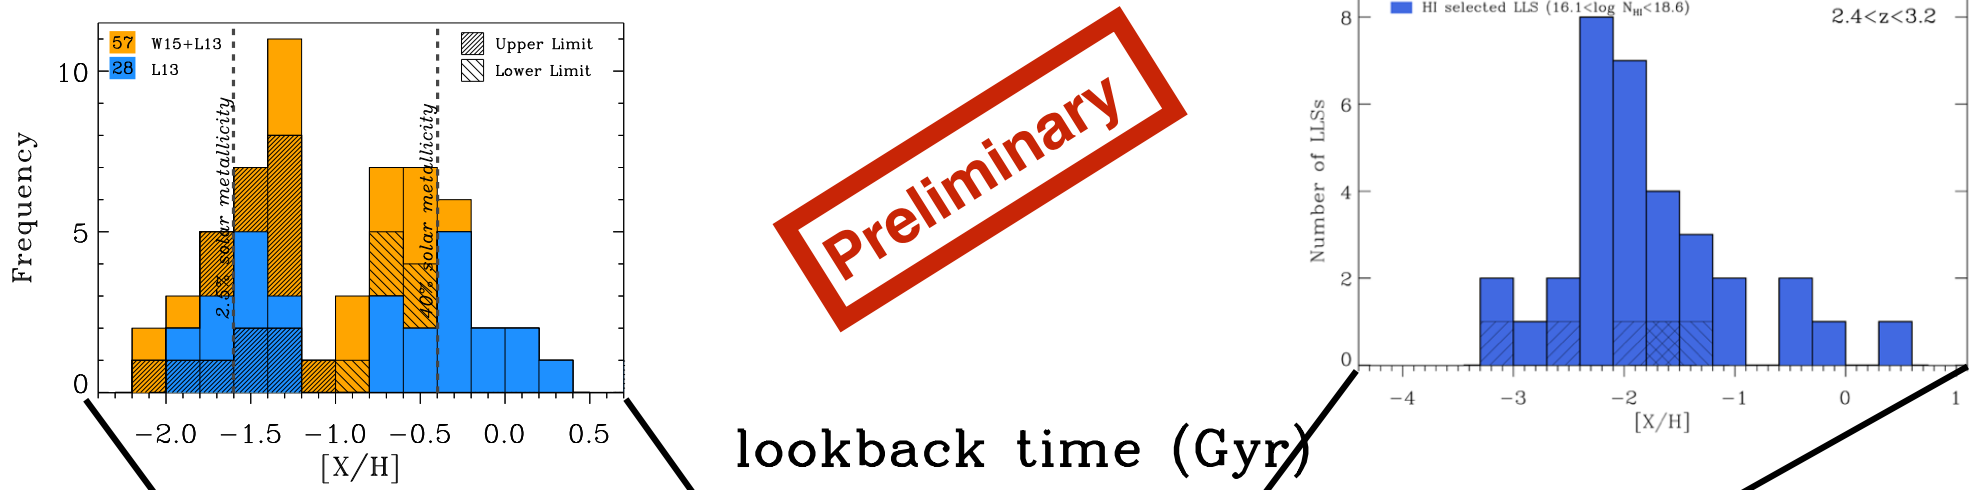 57 W15+L13
28 L13
Upper Limit
Lower Limit
10
5
0
Frequency
2.5% solar metallicity
40% solar metallicity
−2.0 −1.5 −1.0 −0.5 0.0 0.5
[X/H]
Preliminary
lookback time (Gyr)
HI selected LLS (16.1<log N_HI<18.6)
2.4<z<3.2
8
6
4
2
0
Number of LLSs
−4 −3 −2 −1 0 1
[X/H]